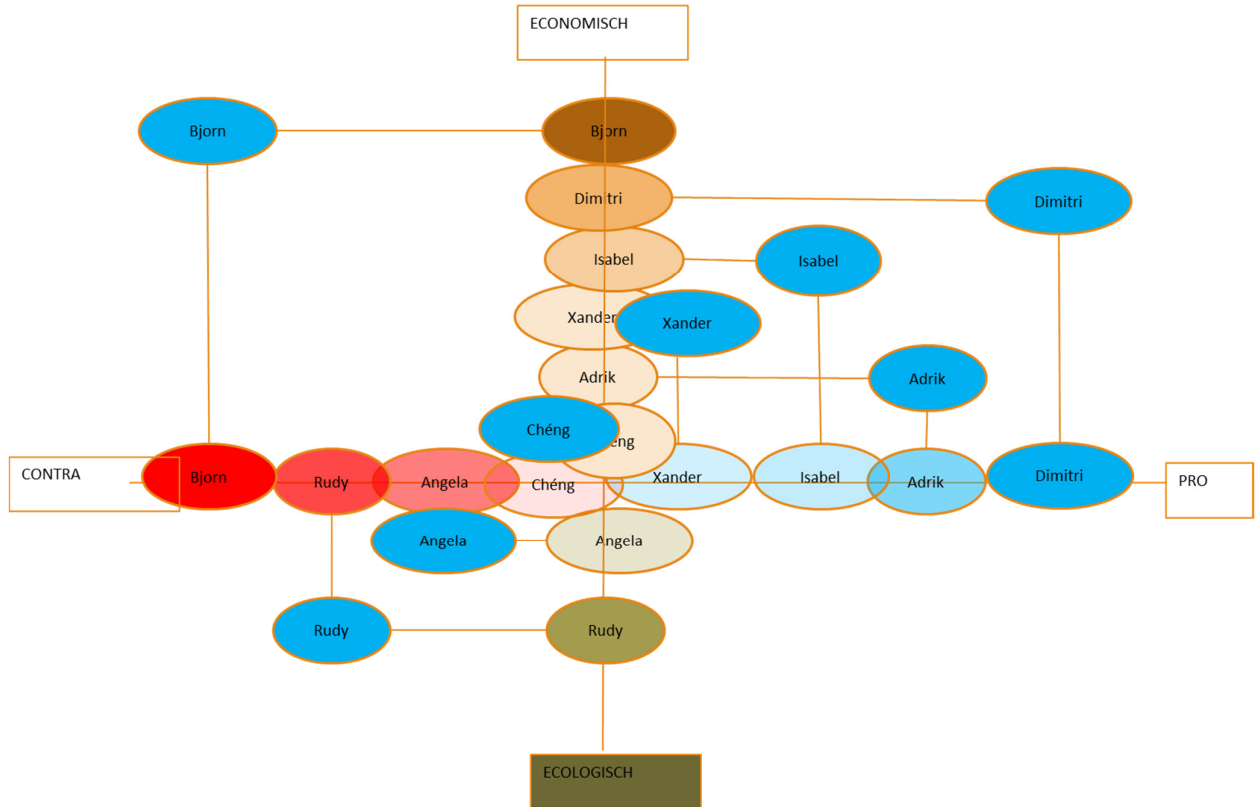 ECONOMISCH
Bjorn
Bjorn
Dimitri
Dimitri
Isabel
Isabel
Xander
Xander
Adrik
Adrik
Chéng
éng
CONTRA
Bjorn
Rudy
Angela
Chéng
Xander
Isabel
Adrik
Dimitri
PRO
Angela
Angela
Rudy
Rudy
ECOLOGISCH